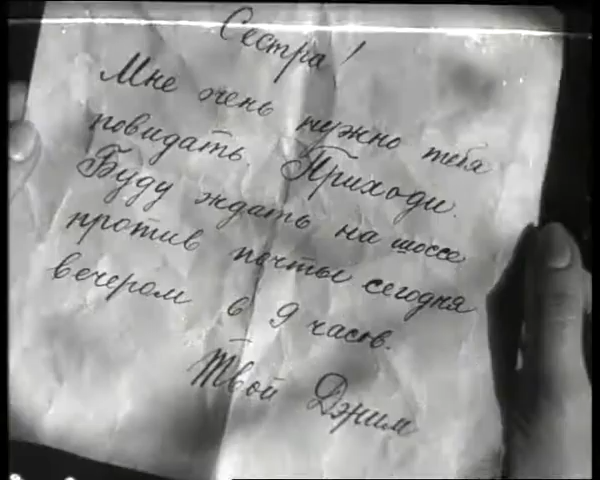 Сестра!
Мне очень нужно тебя
повидать. Приходи.
Буду ждать на шоссе
против почты сегодня
вечером в 9 часов.
Твой Джим